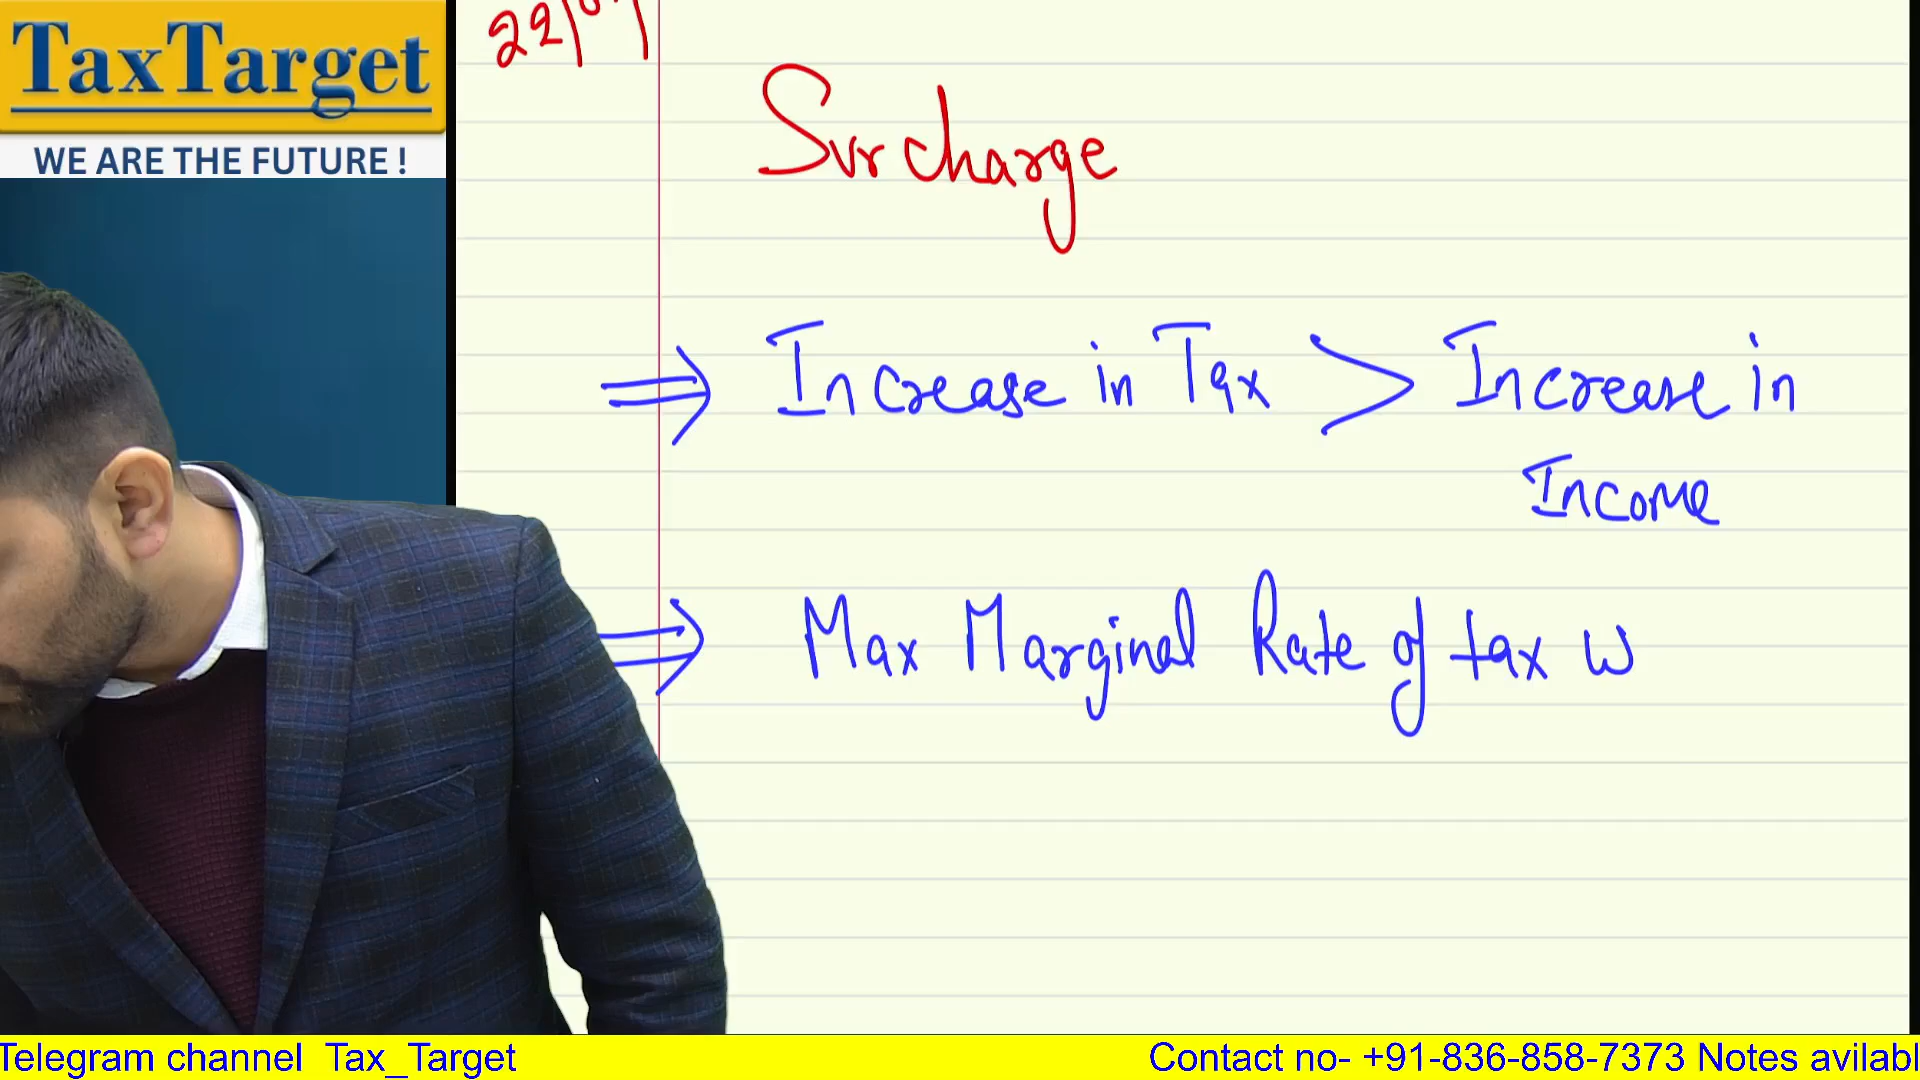 TaxTarget
WE ARE THE FUTURE !
Surcharge
⇒ Increase in Tax > Increase in
Income
⇒ Max Marginal Rate of tax w
Telegram channel Tax_Target
Contact no- +91-836-858-7373 Notes avilabl